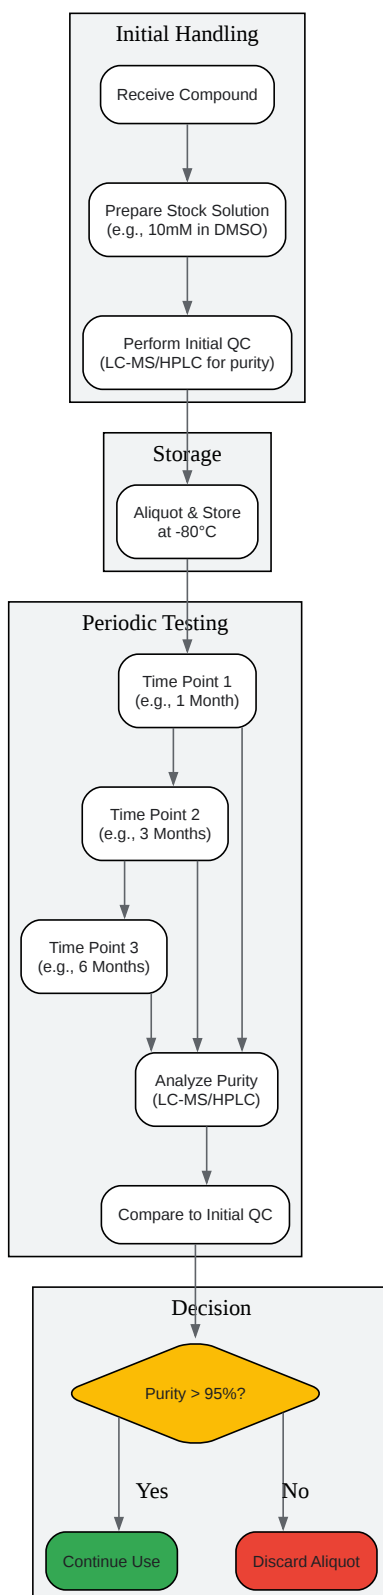 Initial Handling
Receive Compound
Prepare Stock Solution
(e.g., 10mM in DMSO)
Perform Initial QC
(LC-MS/HPLC for purity)
Storage
Aliquot & Store
at -80°C
Periodic Testing
Time Point 1
(e.g., 1 Month)
Time Point 2
(e.g., 3 Months)
Time Point 3
(e.g., 6 Months)
Analyze Purity
(LC-MS/HPLC)
Compare to Initial QC
Decision
Purity > 95%?
Yes
No
Continue Use
Discard Aliquot